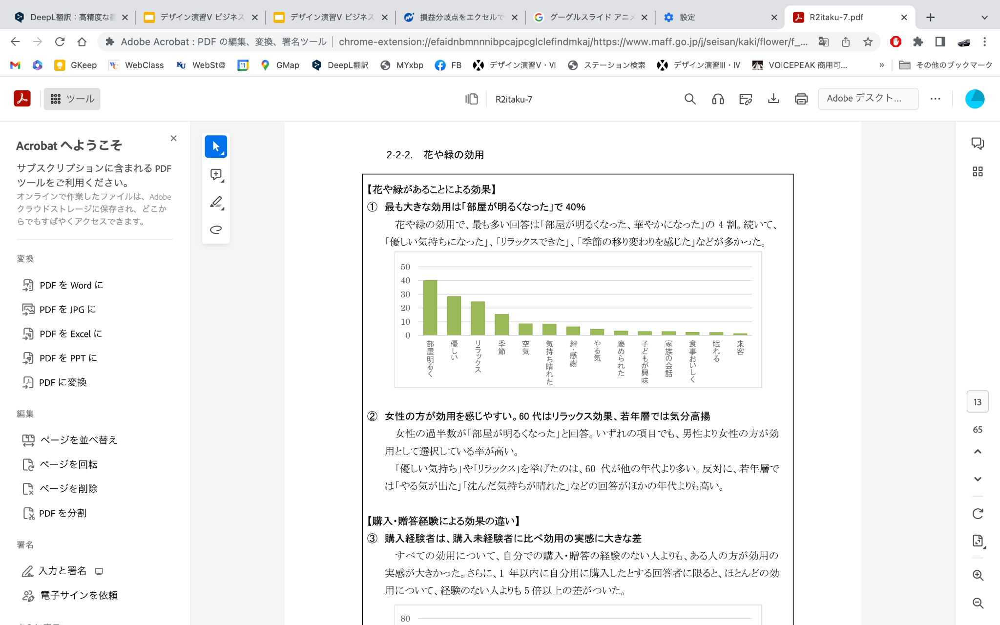 DeepL翻訳：高精度な翻
デザイン演習V ビジネス
デザイン演習V ビジネス
損益分岐点をエクセルで
グーグルスライド アニメ
設定
R2itaku-7.pdf
Adobe Acrobat : PDF の編集、変換、署名ツール
chrome-extension://efaidnbmnnnibpcajpcglclefindmkaj/https://www.maff.go.jp/j/seisan/kaki/flower/f_...
GKeep
WebClass
WebSt@
11
GMap
DeepL翻訳
MYxbp
FB
デザイン演習V・VI
ステーション検索
デザイン演習III・IV
VOICEPEAK 商用可...
»
その他のブックマーク
ツール
R2itaku-7
Adobe デスクト...
Acrobat へようこそ
サブスクリプションに含まれる PDF
ツールをご利用ください。
オンラインで作業したファイルは、Adobe
クラウドストレージに保存され、どこか
らでもすばやくアクセスできます。
変換
PDF を Word に
PDF を JPG に
PDF を Excel に
PDF を PPT に
PDF に変換
編集
ページを並べ替え
ページを回転
ページを削除
PDF を分割
署名
入力と署名
電子サインを依頼
2-2-2. 花や緑の効用
【花や緑があることによる効果】
① 最も大きな効用は「部屋が明るくなった」で 40%
花や緑の効用で、最も多い回答は「部屋が明るくなった、華やかになった」の 4 割。続いて、
「優しい気持ちになった」、「リラックスできた」、「季節の移り変わりを感じた」などが多かった。
50
40
30
20
10
0
部屋明るく
優しい
リラックス
季節
空気
気持ち晴れた
絆・感謝
やる気
褒められた
子どもが興味
家族の会話
食事おいしく
眠れる
来客
② 女性の方が効用を感じやすい。60 代はリラックス効果、若年層では気分高揚
女性の過半数が「部屋が明るくなった」と回答。いずれの項目でも、男性より女性の方が効
用として選択している率が高い。
「優しい気持ち」や「リラックス」を挙げたのは、60 代が他の年代より多い。反対に、若年層で
は「やる気が出た」「沈んだ気持ちが晴れた」などの回答がほかの年代よりも高い。
【購入・贈答経験による効果の違い】
③ 購入経験者は、購入未経験者に比べ効用の実感に大きな差
すべての効用について、自分での購入・贈答の経験のない人よりも、ある人の方が効用の
実感が大きかった。さらに、1 年以内に自分用に購入したとする回答者に限ると、ほとんどの効
用について、経験のない人よりも 5 倍以上の差がついた。
80
13
65